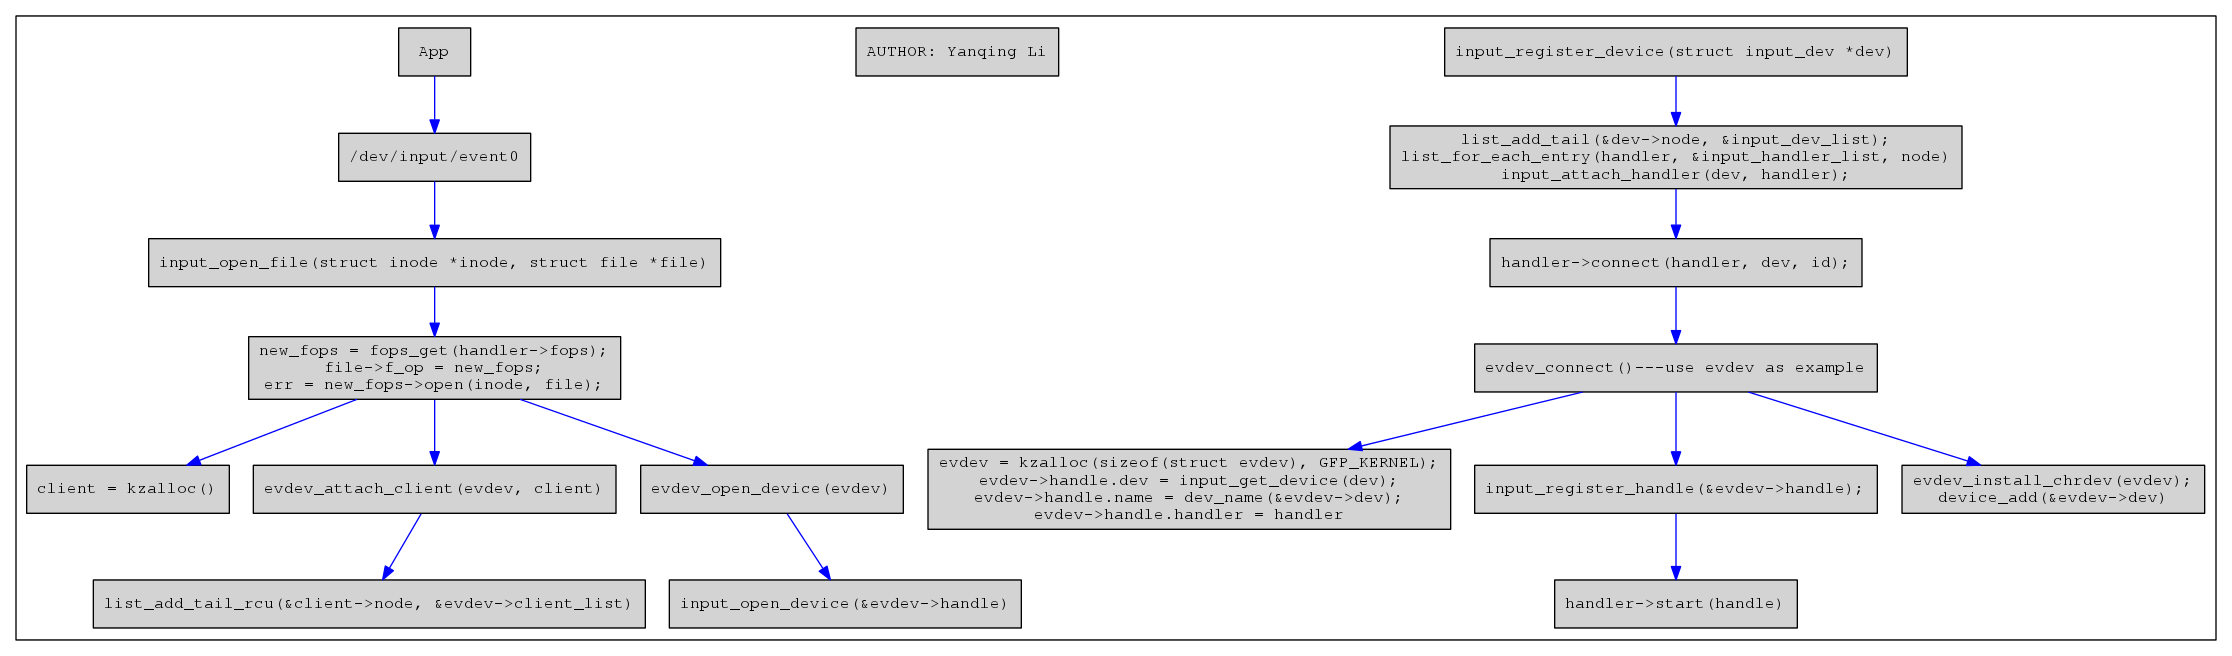 App
AUTHOR: Yanqing Li
input_register_device(struct input_dev *dev)
/dev/input/event0
list_add_tail(&dev->node, &input_dev_list);
list_for_each_entry(handler, &input_handler_list, node)
input_attach_handler(dev, handler);
input_open_file(struct inode *inode, struct file *file)
handler->connect(handler, dev, id);
new_fops = fops_get(handler->fops);
file->f_op = new_fops;
err = new_fops->open(inode, file);
evdev_connect()---use evdev as example
client = kzalloc()
evdev_attach_client(evdev, client)
evdev_open_device(evdev)
evdev = kzalloc(sizeof(struct evdev), GFP_KERNEL);
evdev->handle.dev = input_get_device(dev);
evdev->handle.name = dev_name(&evdev->dev);
evdev->handle.handler = handler
input_register_handle(&evdev->handle);
evdev_install_chrdev(evdev);
device_add(&evdev->dev)
list_add_tail_rcu(&client->node, &evdev->client_list)
input_open_device(&evdev->handle)
handler->start(handle)